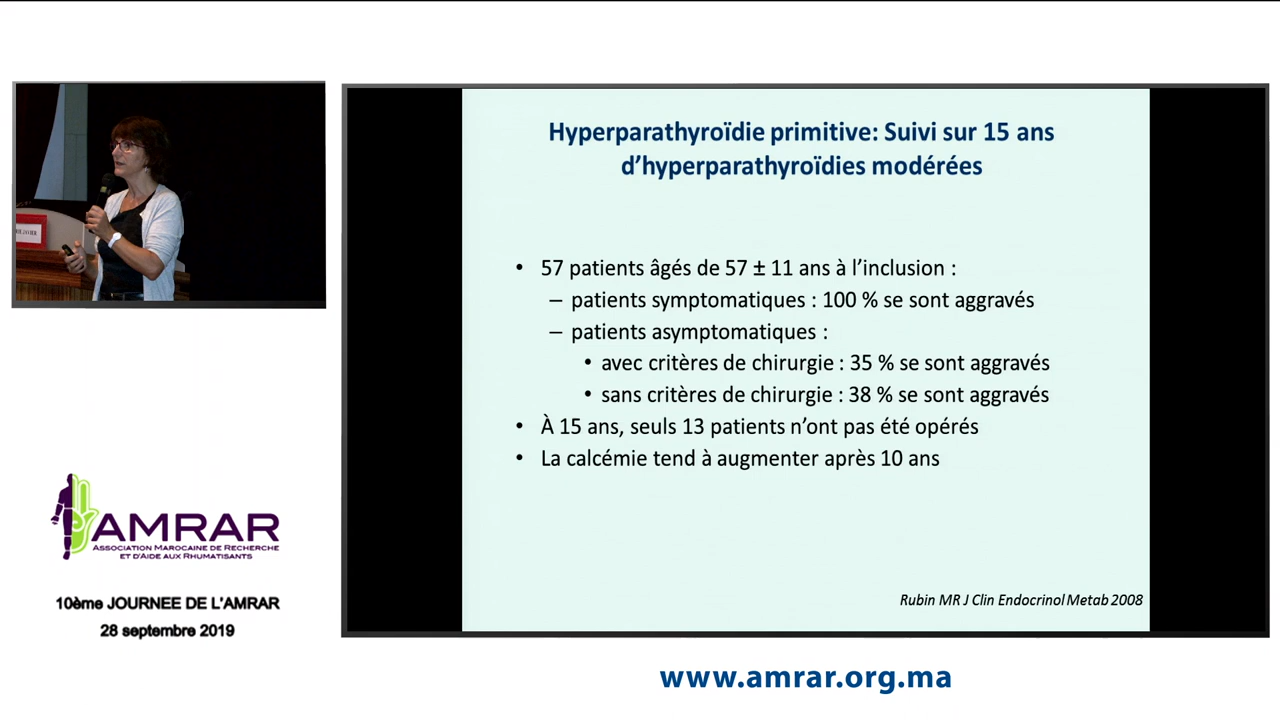 Hyperparathyroïdie primitive: Suivi sur 15 ans
d’hyperparathyroïdies modérées
• 57 patients âgés de 57 ± 11 ans à l’inclusion :
– patients symptomatiques : 100 % se sont aggravés
– patients asymptomatiques :
• avec critères de chirurgie : 35 % se sont aggravés
• sans critères de chirurgie : 38 % se sont aggravés
• À 15 ans, seuls 13 patients n’ont pas été opérés
• La calcémie tend à augmenter après 10 ans
Rubin MR J Clin Endocrinol Metab 2008
AMRAR
ASSOCIATION MAROCAINE DE RECHERCHE
ET D’AIDE AUX RHUMATISANTS
10ème JOURNEE DE L’AMRAR
28 septembre 2019
www.amrar.org.ma